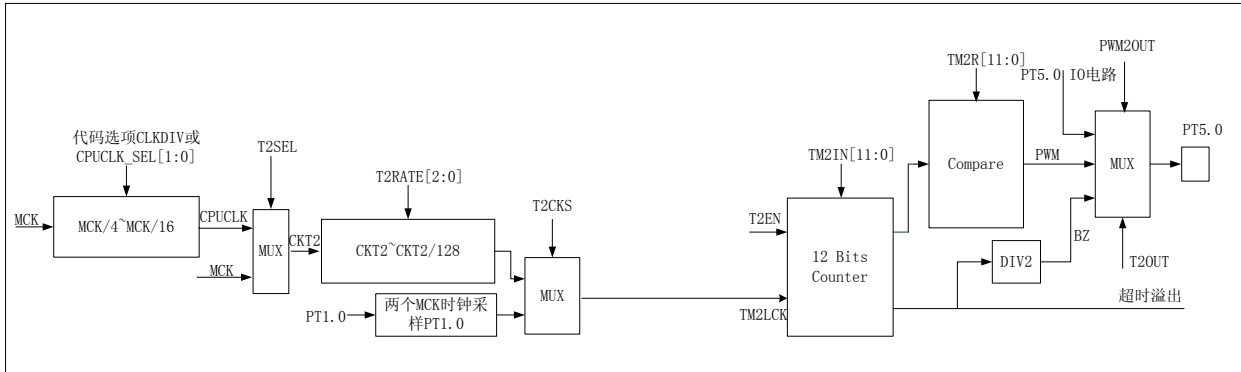 代码选项CLKDIV或
CPUCLK_SEL[1:0]
MCK
MCK/4~MCK/16
CPUCLK
T2SEL
MUX
MCK
CKT2
T2RATE[2:0]
CKT2~CKT2/128
PT1.0
两个MCK时钟采
样PT1.0
T2CKS
MUX
TM2IN[11:0]
T2EN
TM2LCK
12 Bits
Counter
TM2R[11:0]
Compare
PWM
DIV2
BZ
PT5.0 IO电路
PWM2OUT
MUX
T2OUT
PT5.0
超时溢出